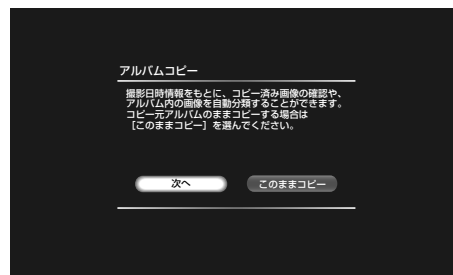 アルバムコピー
撮影日時情報をもとに、コピー済み画像の確認や、
アルバム内の画像を自動分類することができます。
コピー元アルバムのままコピーする場合は
［このままコピー］を選んでください。
次へ
このままコピー